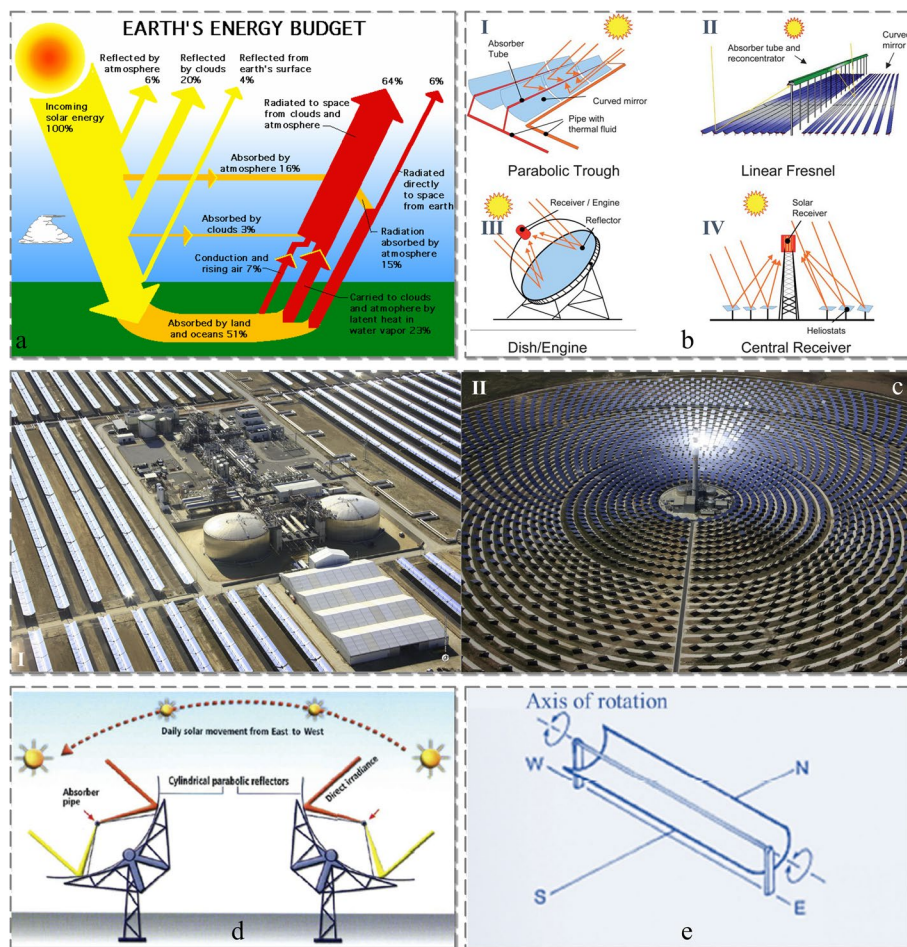 EARTH'S ENERGY BUDGET
Reflected by
atmosphere
6%
Reflected
by clouds
20%
Reflected from
earth's surface
4%
64%
6%
Incoming
solar energy
100%
Radiated to space
from clouds and
atmosphere
Absorbed by
atmosphere 16%
Radiated
directly
to space
from earth
Absorbed by
clouds 3%
Radiation
absorbed by
atmosphere
15%
Conduction and
rising air 7%
Carried to clouds
and atmophere by
latent heat in
water vapor 23%
Absorbed by land
and oceans 51%
a
I
Absorber
Tube
Curved mirror
Pipe with
thermal fluid
Parabolic Trough
II
Absorber tube and
reconcentrator
Curved
mirror
Linear Fresnel
III
Receiver / Engine
Reflector
Dish/Engine
IV
Solar
Receiver
Heliostats
Central Receiver
b
I
II
c
Daily solar movement from East to West
Absorber
pipe
Cylindrical parabolic reflectors
Direct irradiance
d
Axis of rotation
W
N
S
E
e